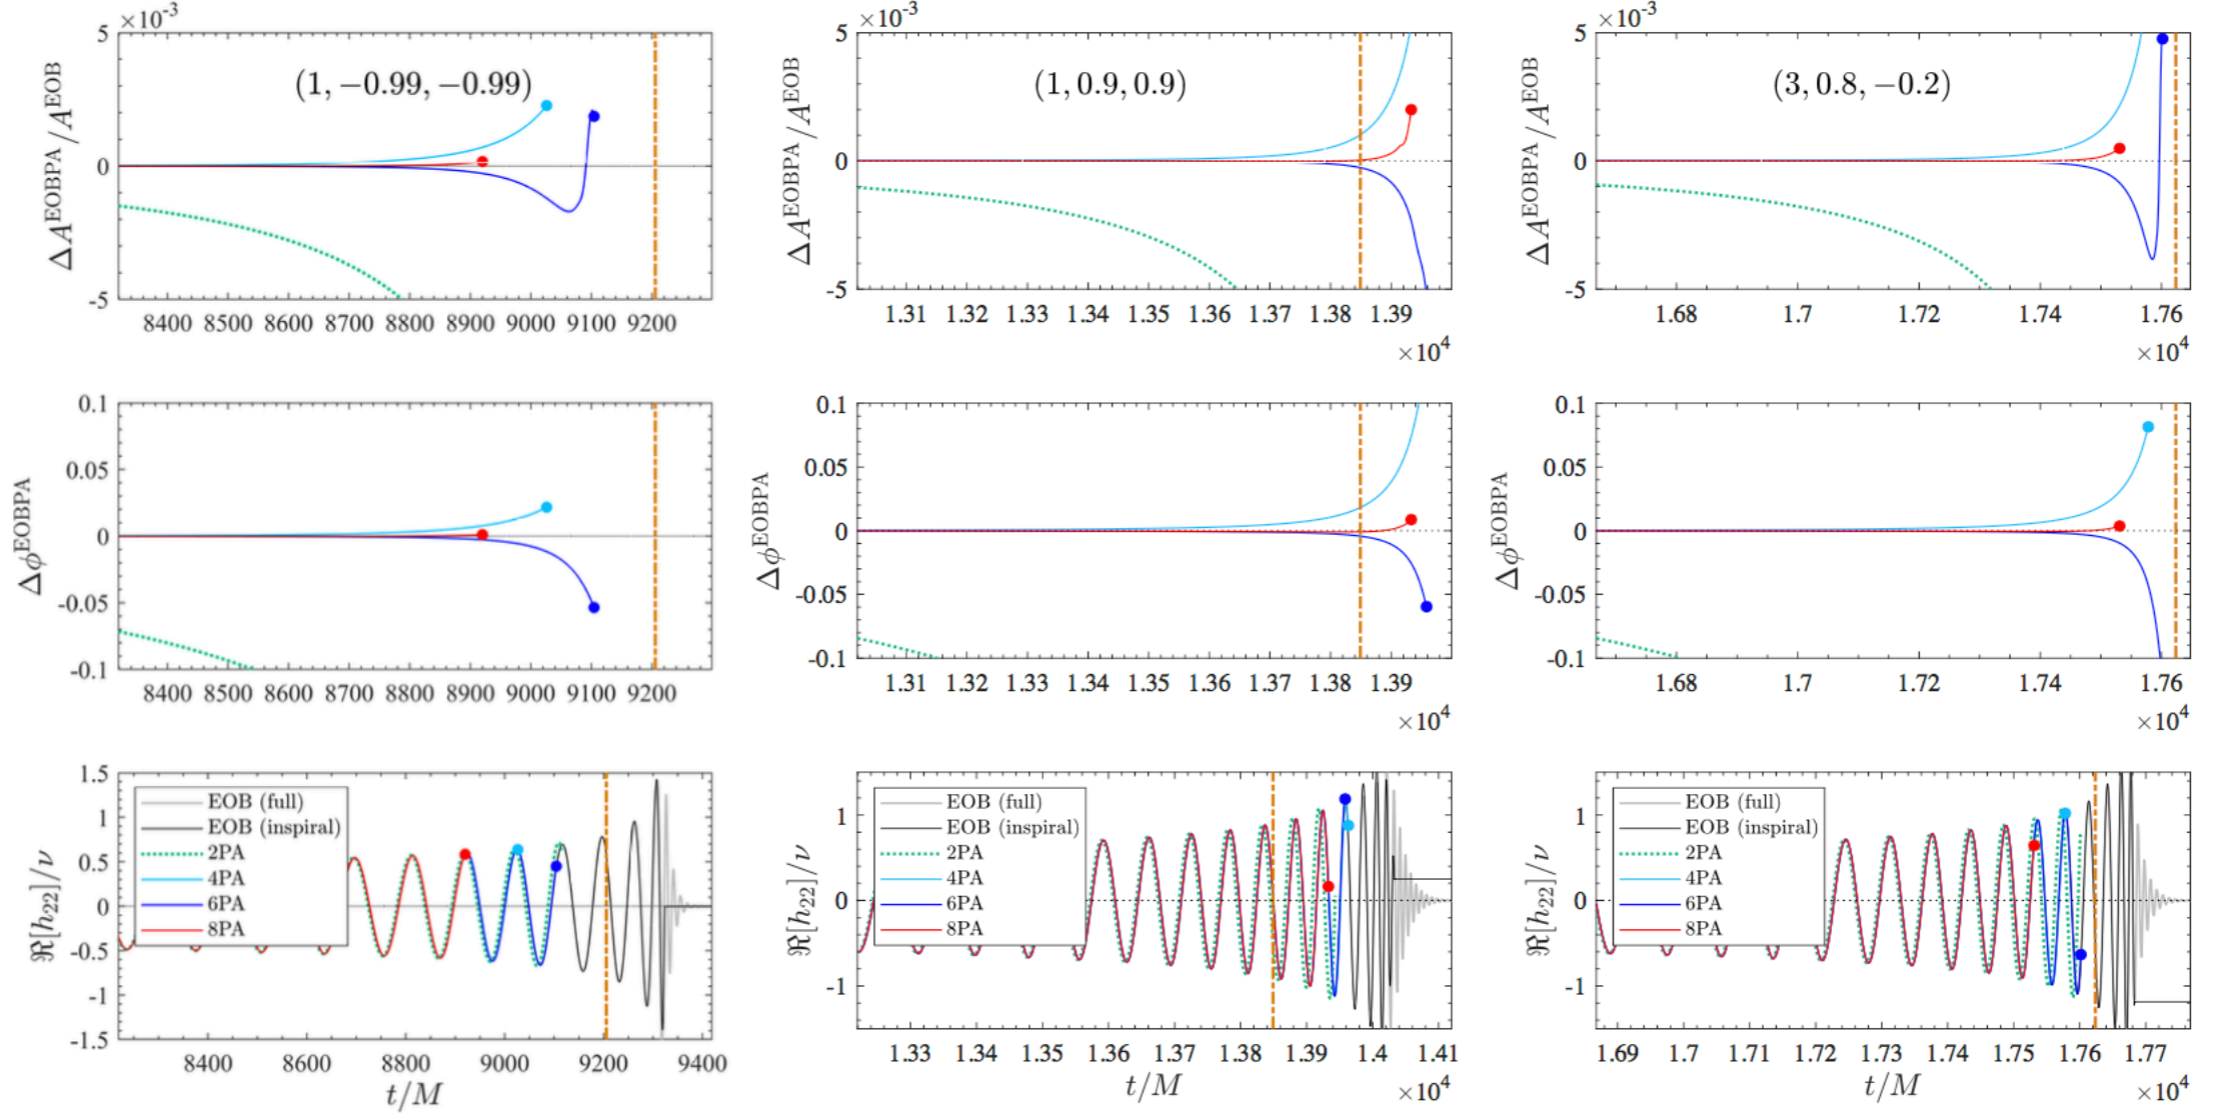 ×10⁻³
(1, −0.99, −0.99)
ΔA^EOBPA/A^EOB
5
0
-5
8400 8500 8600 8700 8800 8900 9000 9100 9200
×10⁻³
(1, 0.9, 0.9)
ΔA^EOBPA/A^EOB
5
0
-5
1.31 1.32 1.33 1.34 1.35 1.36 1.37 1.38 1.39
×10⁴
×10⁻³
(3, 0.8, −0.2)
ΔA^EOBPA/A^EOB
5
0
-5
1.68 1.7 1.72 1.74 1.76
×10⁴
Δϕ^EOBPA
0.1
0.05
0
-0.05
-0.1
8400 8500 8600 8700 8800 8900 9000 9100 9200
Δϕ^EOBPA
0.1
0.05
0
-0.05
-0.1
1.31 1.32 1.33 1.34 1.35 1.36 1.37 1.38 1.39
×10⁴
Δϕ^EOBPA
0.1
0.05
0
-0.05
-0.1
1.68 1.7 1.72 1.74 1.76
×10⁴
ℜ[h₂₂]/ν
1.5
1
0.5
0
-0.5
-1
-1.5
EOB (full)
EOB (inspiral)
2PA
4PA
6PA
8PA
8400 8600 8800 9000 9200 9400
t/M
ℜ[h₂₂]/ν
1
0
-1
EOB (full)
EOB (inspiral)
2PA
4PA
6PA
8PA
1.33 1.34 1.35 1.36 1.37 1.38 1.39 1.4 1.41
t/M
×10⁴
ℜ[h₂₂]/ν
1
0
-1
EOB (full)
EOB (inspiral)
2PA
4PA
6PA
8PA
1.69 1.7 1.71 1.72 1.73 1.74 1.75 1.76 1.77
t/M
×10⁴